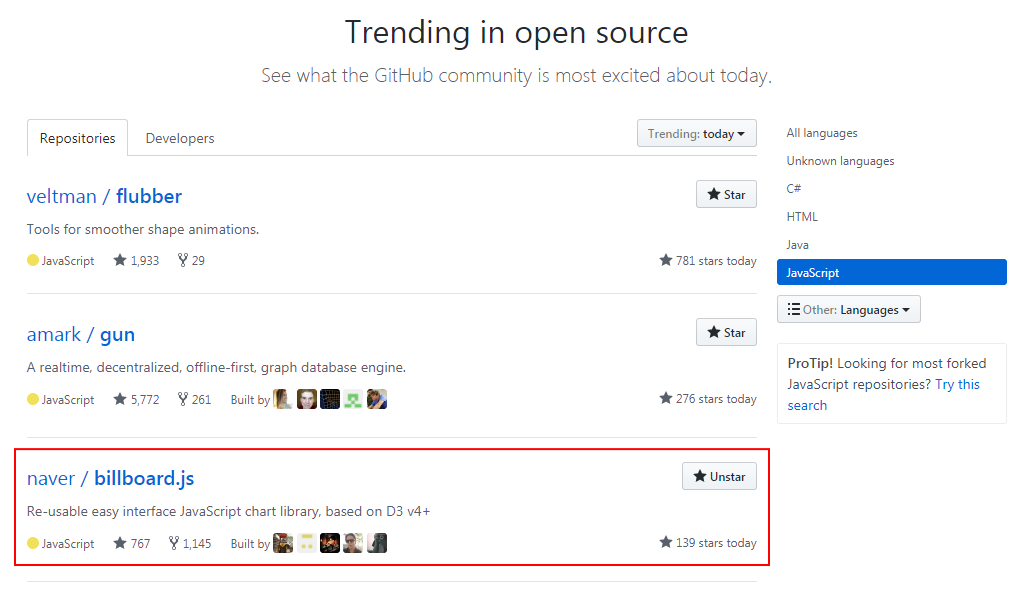 Trending in open source
See what the GitHub community is most excited about today.
Repositories Developers Trending: today
veltman / flubber Star
Tools for smoother shape animations.
JavaScript 1,933 29 781 stars today
amark / gun Star
A realtime, decentralized, offline-first, graph database engine.
JavaScript 5,772 261 Built by 276 stars today
naver / billboard.js Unstar
Re-usable easy interface JavaScript chart library, based on D3 v4+
JavaScript 767 1,145 Built by 139 stars today
All languages
Unknown languages
C#
HTML
Java
JavaScript
Other: Languages
ProTip! Looking for most forked
JavaScript repositories? Try this
search